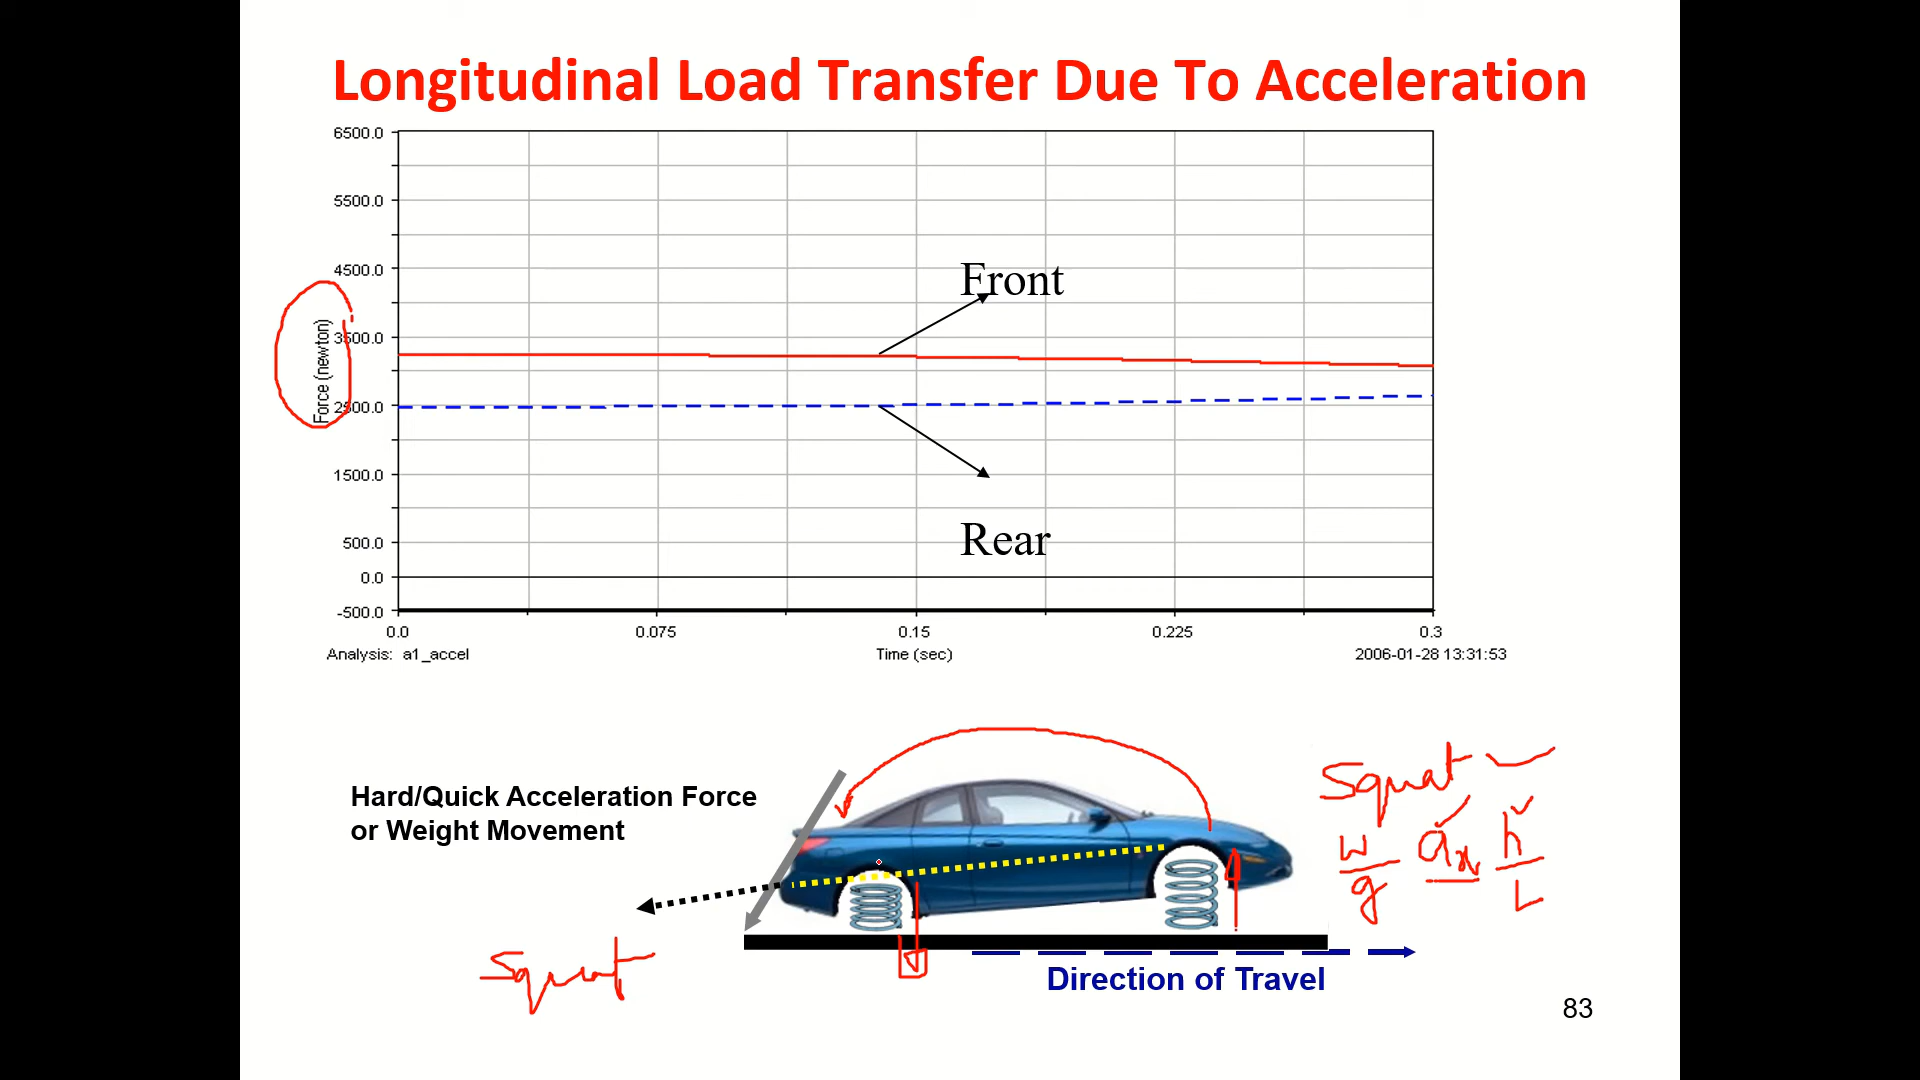 Longitudinal Load Transfer Due To Acceleration
6500.0
5500.0
4500.0
3500.0
2500.0
1500.0
500.0
0.0
-500.0
Force (newton)
Front
Rear
0.0 0.075 0.15 0.225 0.3
Analysis: a1_accel Time (sec) 2006-01-28 13:31:53
Hard/Quick Acceleration Force
or Weight Movement
Squat
Squat
w/g ax h/L
Direction of Travel
83